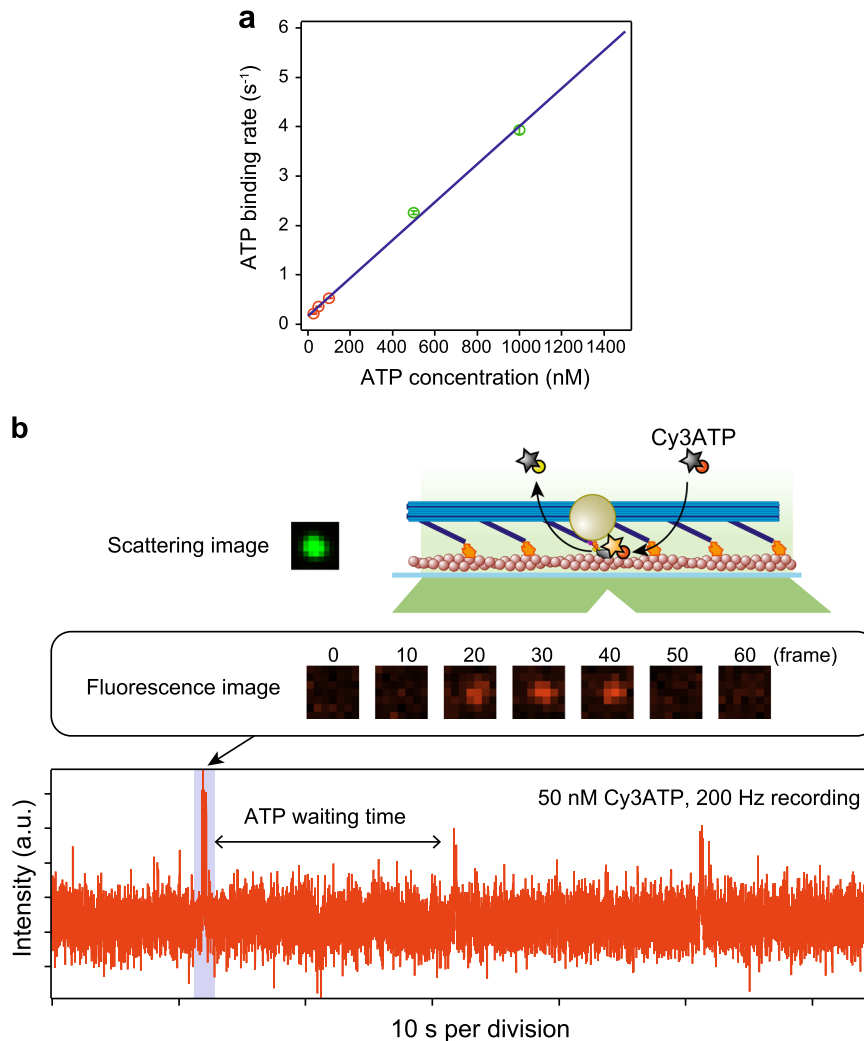 a
6
5
4
3
2
1
0
ATP binding rate (s⁻¹)
0 200 400 600 800 1000 1200 1400
ATP concentration (nM)
b
Cy3ATP
Scattering image
0 10 20 30 40 50 60 (frame)
Fluorescence image
50 nM Cy3ATP, 200 Hz recording
ATP waiting time
Intensity (a.u.)
10 s per division